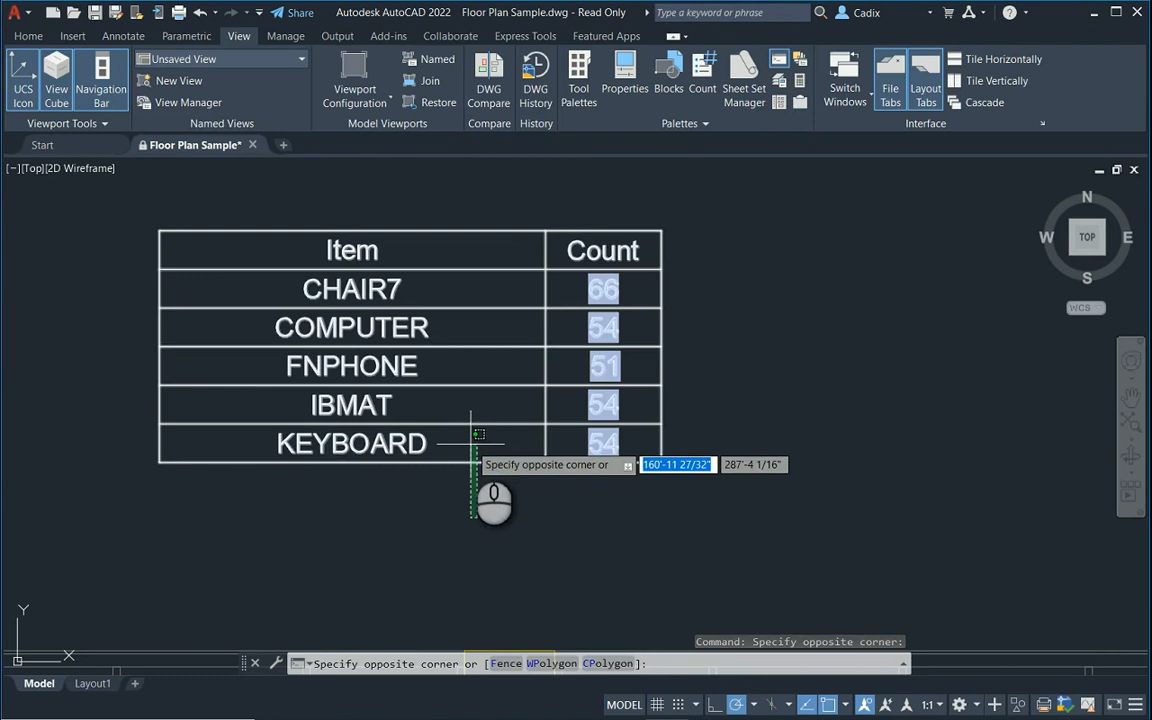 Autodesk AutoCAD 2022 Floor Plan Sample.dwg - Read Only
Share
Type a keyword or phrase
Cadix
Home Insert Annotate Parametric View Manage Output Add-ins Collaborate Express Tools Featured Apps
UCS Icon
View Cube
Navigation Bar
Viewport Tools
Unsaved View
New View
View Manager
Named Views
Viewport Configuration
Named
Join
Restore
Model Viewports
DWG Compare
Compare
DWG History
History
Tool Palettes
Properties
Blocks
Count
Sheet Set Manager
Palettes
Switch Windows
File Tabs
Layout Tabs
Tile Horizontally
Tile Vertically
Cascade
Interface
Start
Floor Plan Sample*
[−][Top][2D Wireframe]
N
W TOP E
S
WCS
Item Count
CHAIR7 66
COMPUTER 54
FNPHONE 51
IBMAT 54
KEYBOARD 54
Specify opposite corner or 160'-11 27/32" 287'-4 1/16"
Y
X
Command: Specify opposite corner:
Specify opposite corner or [Fence WPolygon CPolygon]:
Model Layout1
MODEL 1:1